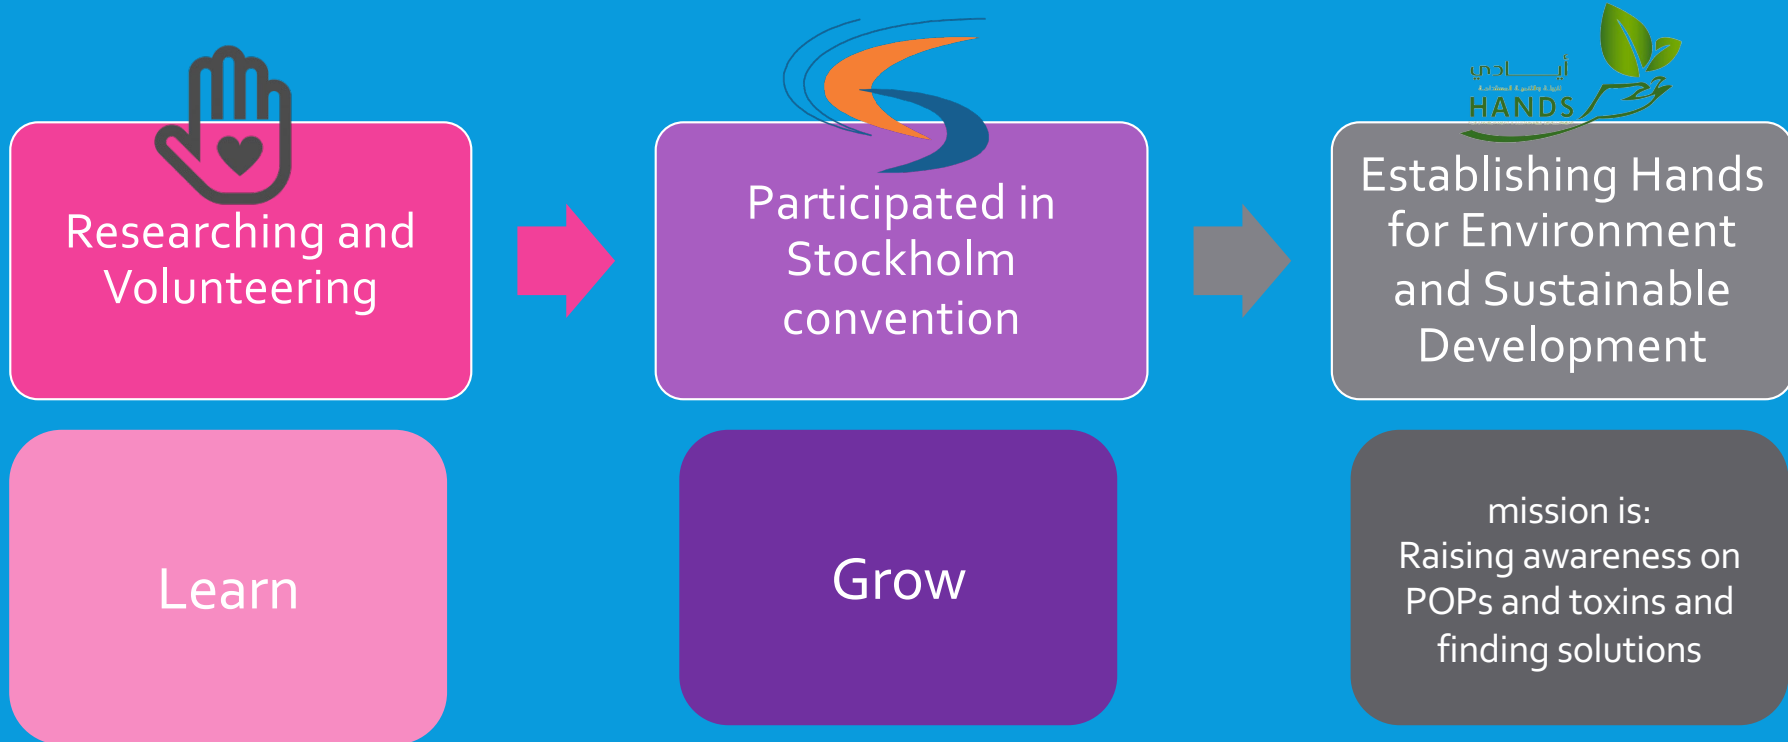 أيـــادي
HANDS
Researching and
Volunteering
Participated in
Stockholm
convention
Establishing Hands
for Environment
and Sustainable
Development
Learn
Grow
mission is:
Raising awareness on
POPs and toxins and
finding solutions